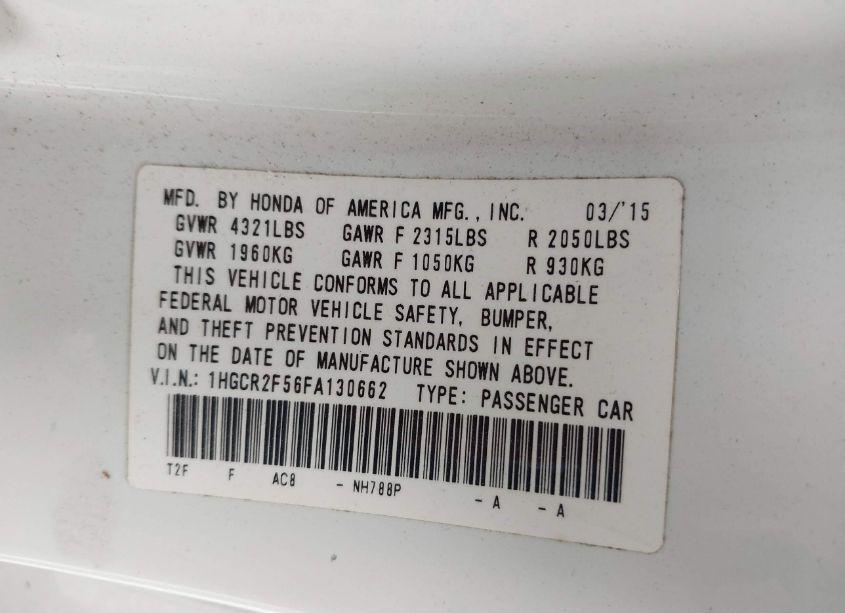 MFD. BY HONDA OF AMERICA MFG., INC. 03/'15
GVWR 4321LBS GAWR F 2315LBS R 2050LBS
GVWR 1960KG GAWR F 1050KG R 930KG
THIS VEHICLE CONFORMS TO ALL APPLICABLE
FEDERAL MOTOR VEHICLE SAFETY, BUMPER,
AND THEFT PREVENTION STANDARDS IN EFFECT
ON THE DATE OF MANUFACTURE SHOWN ABOVE.
V.I.N.: 1HGCR2F56FA130662 TYPE: PASSENGER CAR
T2F F AC8 - NH788P - A - A